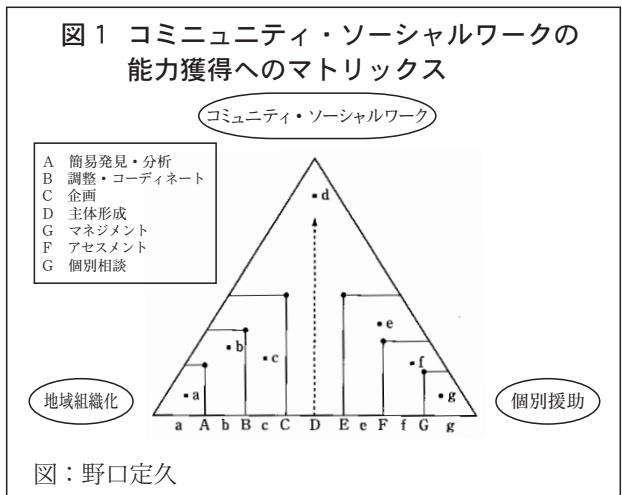 図1 コミニュニティ・ソーシャルワークの
能力獲得へのマトリックス
コミュニティ・ソーシャルワーク
A 簡易発見・分析
B 調整・コーディネート
C 企画
D 主体形成
G マネジメント
F アセスメント
G 個別相談
d
e
b
c
f
a
g
地域組織化
個別援助
a A b B c C D E e F f G g
図：野口定久